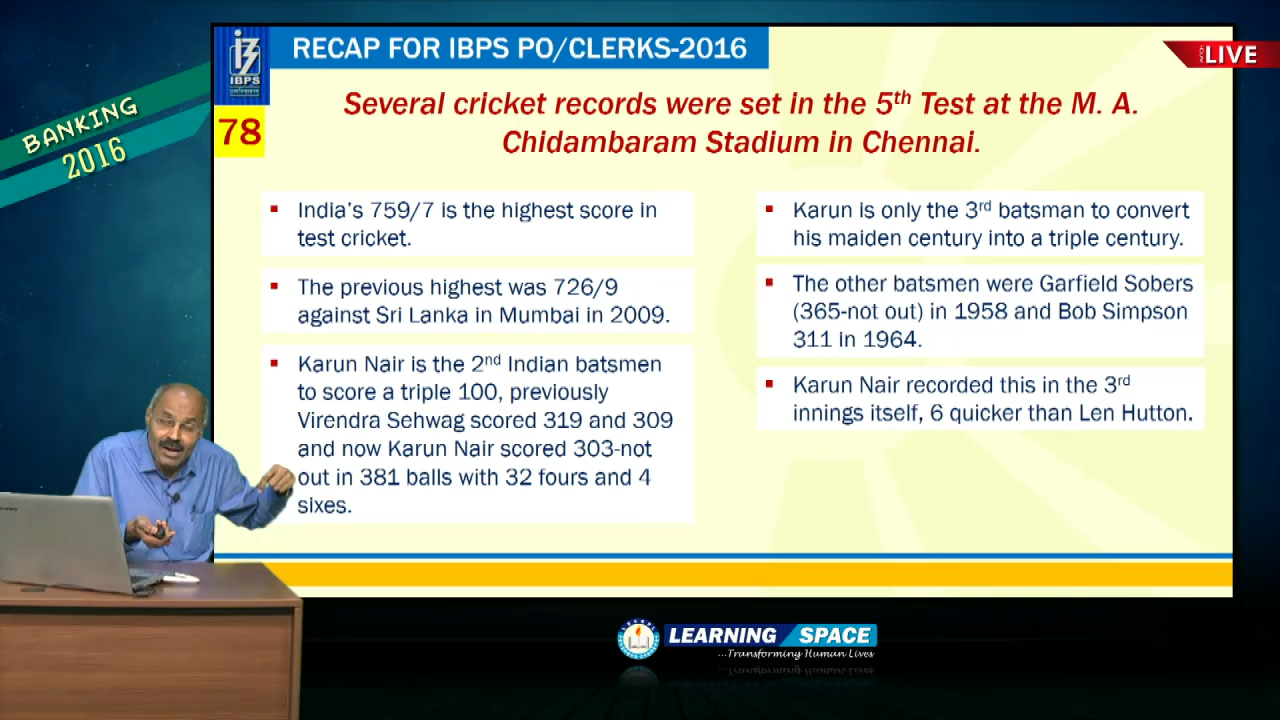 RECAP FOR IBPS PO/CLERKS-2016
IBPS
LIVE
BANKING
2016
78
Several cricket records were set in the 5th Test at the M. A.
Chidambaram Stadium in Chennai.
▪ India's 759/7 is the highest score in
test cricket.
▪ The previous highest was 726/9
against Sri Lanka in Mumbai in 2009.
▪ Karun Nair is the 2nd Indian batsmen
to score a triple 100, previously
Virendra Sehwag scored 319 and 309
and now Karun Nair scored 303-not
out in 381 balls with 32 fours and 4
sixes.
▪ Karun is only the 3rd batsman to convert
his maiden century into a triple century.
▪ The other batsmen were Garfield Sobers
(365-not out) in 1958 and Bob Simpson
311 in 1964.
▪ Karun Nair recorded this in the 3rd
innings itself, 6 quicker than Len Hutton.
LEARNING SPACE
...Transforming Human Lives